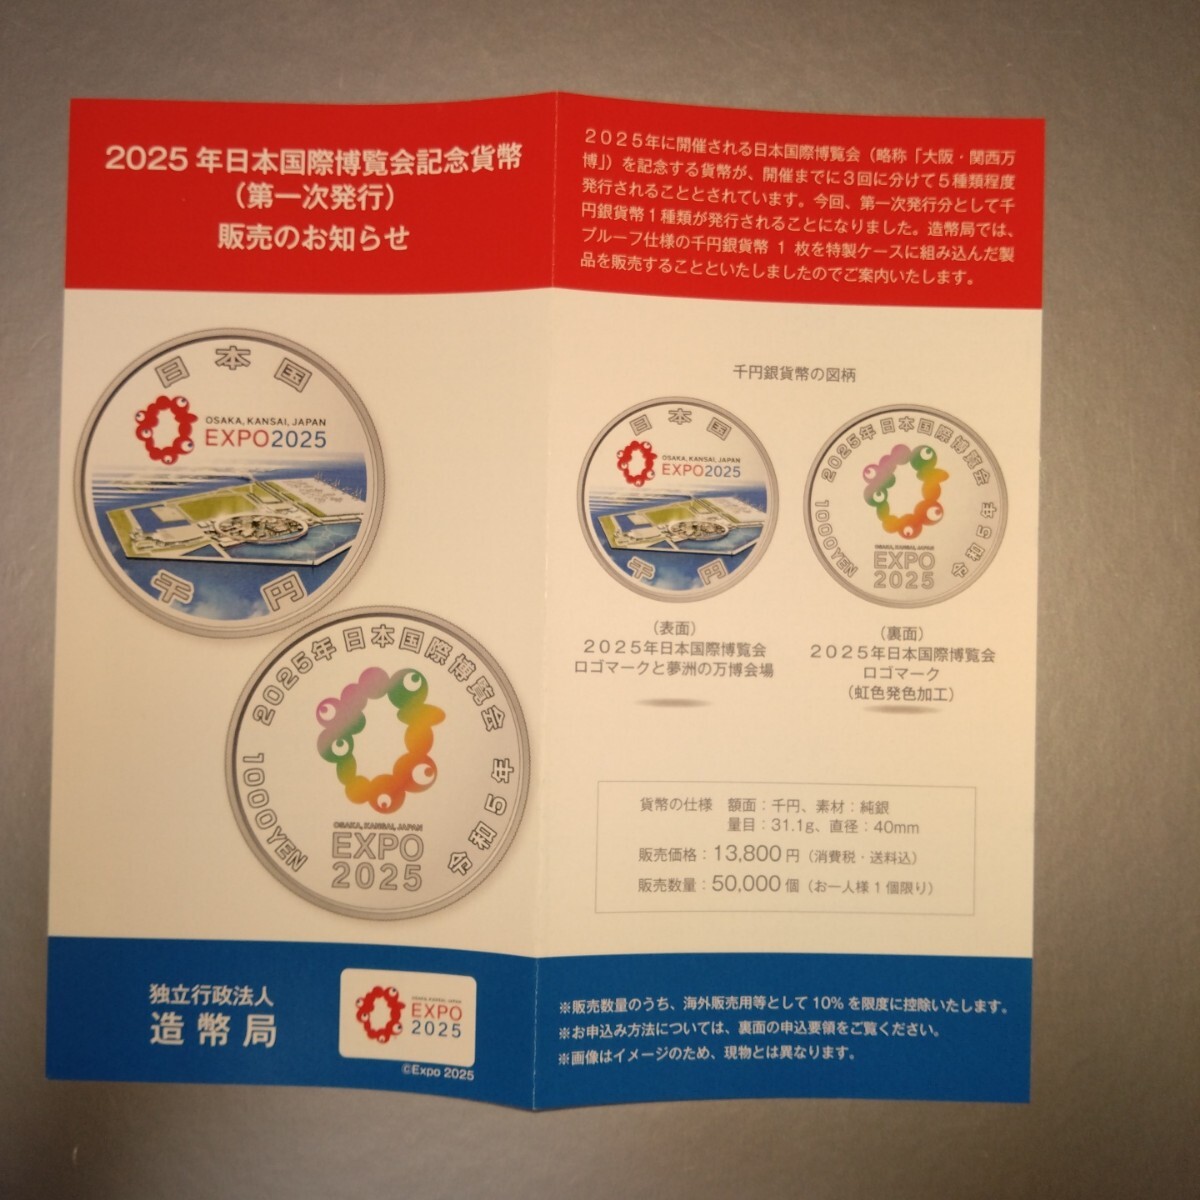 2025年日本国際博覧会記念貨幣
（第一次発行）
販売のお知らせ
日本国
OSAKA, KANSAI, JAPAN
EXPO2025
千円
2025年日本国際博覧会
1000YEN
令和5年
OSAKA, KANSAI, JAPAN
EXPO
2025
独立行政法人
造幣局
OSAKA, KANSAI, JAPAN
EXPO
2025
©Expo 2025
２０２５年に開催される日本国際博覧会（略称「大阪・関西万
博」）を記念する貨幣が、開催までに３回に分けて５種類程度
発行されることとされています。今回、第一次発行分として千
円銀貨幣１種類が発行されることになりました。造幣局では、
プルーフ仕様の千円銀貨幣 １ 枚を特製ケースに組み込んだ製
品を販売することといたしましたのでご案内いたします。
千円銀貨幣の図柄
日本国
OSAKA, KANSAI, JAPAN
EXPO2025
千円
2025年日本国際博覧会
1000YEN
令和5年
OSAKA, KANSAI, JAPAN
EXPO
2025
（表面）
２０２５年日本国際博覧会
ロゴマークと夢洲の万博会場
（裏面）
２０２５年日本国際博覧会
ロゴマーク
（虹色発色加工）
貨幣の仕様　額面：千円、素材：純銀
量目：31.1g、直径：40mm
販売価格：13,800円（消費税・送料込）
販売数量：50,000個（お一人様１個限り）
※販売数量のうち、海外販売用等として10%を限度に控除いたします。
※お申込み方法については、裏面の申込要領をご覧ください。
※画像はイメージのため、現物とは異なります。